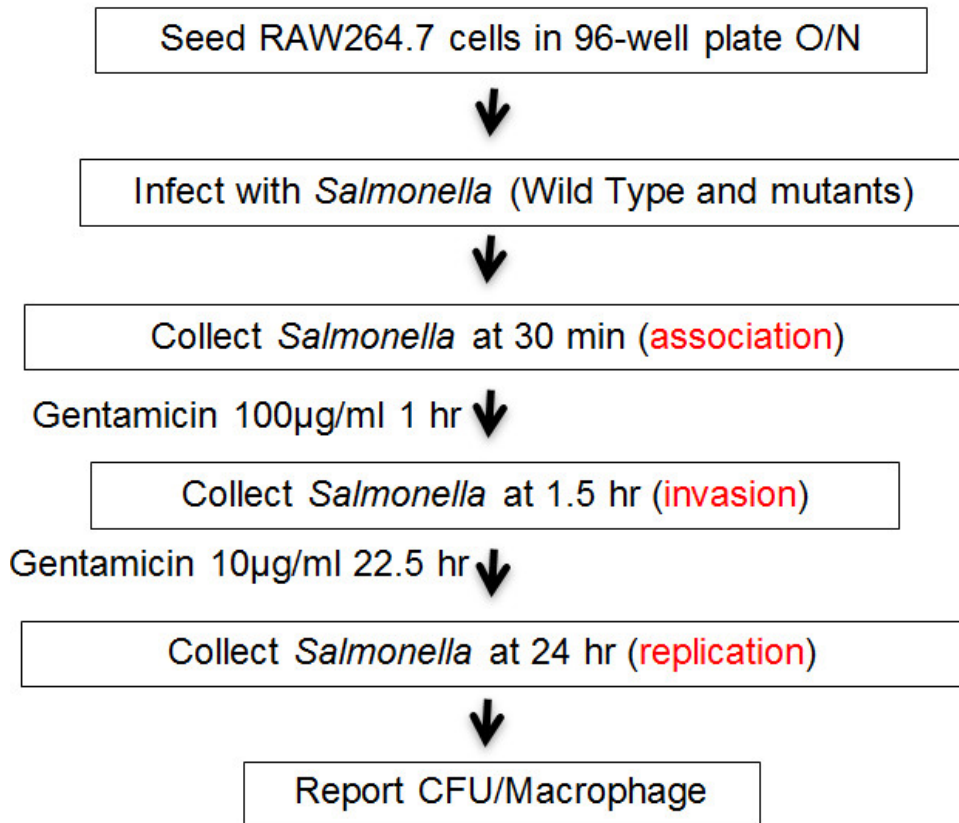 Seed RAW264.7 cells in 96-well plate O/N
Infect with Salmonella (Wild Type and mutants)
Collect Salmonella at 30 min (association)
Gentamicin 100µg/ml 1 hr
Collect Salmonella at 1.5 hr (invasion)
Gentamicin 10µg/ml 22.5 hr
Collect Salmonella at 24 hr (replication)
Report CFU/Macrophage